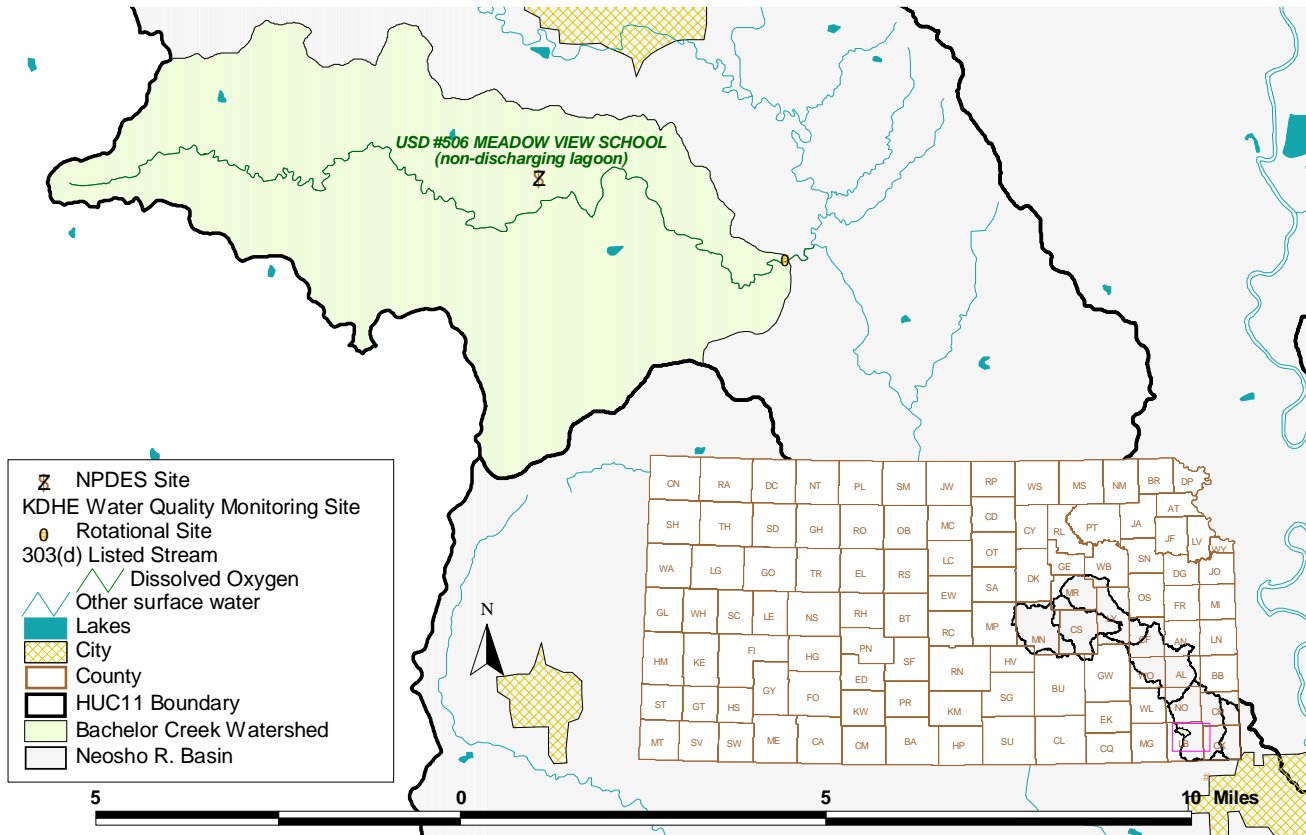 USD #506 MEADOW VIEW SCHOOL
(non-discharging lagoon)
NPDES Site
KDHE Water Quality Monitoring Site
Rotational Site
303(d) Listed Stream
Dissolved Oxygen
Other surface water
Lakes
City
County
HUC11 Boundary
Bachelor Creek Watershed
Neosho R. Basin
N
CN RA DC NT PL SM JW RP WS MS NM BR DP
SH TH SD GH RO OB MC CD CY RL PT JA AT
JF LV WY
WA LG GO TR EL RS LC OT DK GE WB SN DG JO
GL WH SC LE NS RH BT EW SA MR OS FR MI
HM KE FI HG PN SF RC MP MN CS CF AN LN
ED RN HV
ST GT HS GY FO KW PR KM SG BU GW WO AL BB
EK WL NO CR
MT SV SW ME CA CM BA HP SU CL CQ MG LB CK
5 0 5 10 Miles